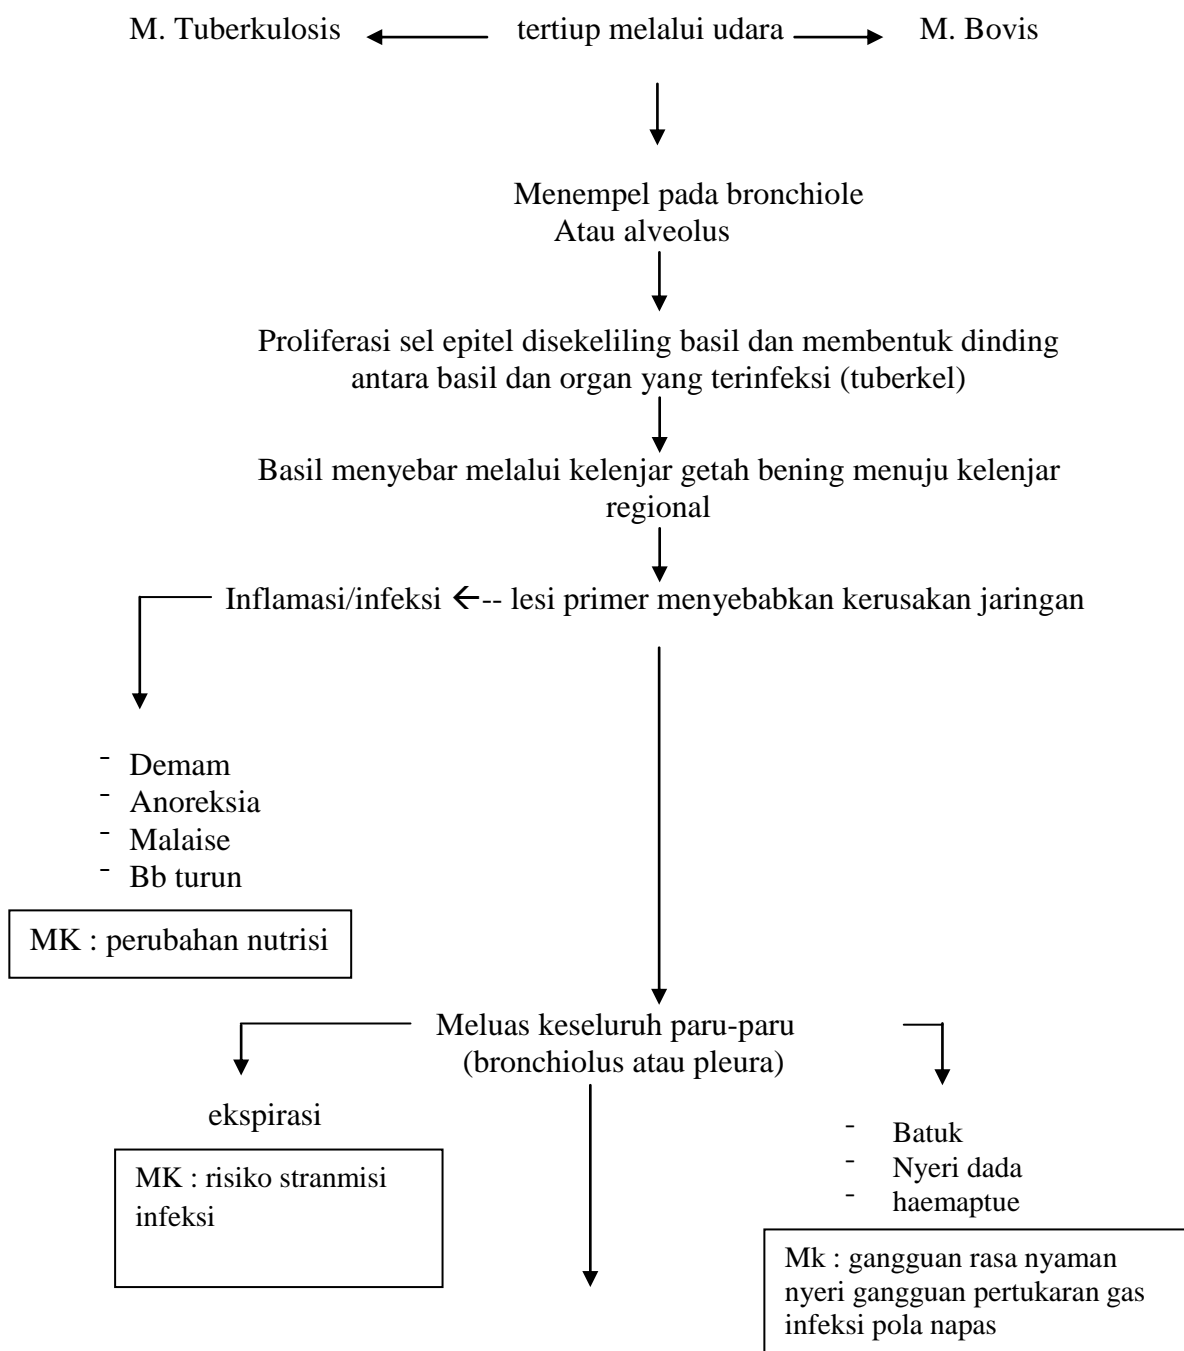 M. Tuberkulosis tertiup melalui udara M. Bovis
Menempel pada bronchiole
Atau alveolus
Proliferasi sel epitel disekeliling basil dan membentuk dinding
antara basil dan organ yang terinfeksi (tuberkel)
Basil menyebar melalui kelenjar getah bening menuju kelenjar
regional
Inflamasi/infeksi ←-- lesi primer menyebabkan kerusakan jaringan
- Demam
- Anoreksia
- Malaise
- Bb turun
MK : perubahan nutrisi
Meluas keseluruh paru-paru
(bronchiolus atau pleura)
ekspirasi
MK : risiko stranmisi
infeksi
- Batuk
- Nyeri dada
- haemaptue
Mk : gangguan rasa nyaman
nyeri gangguan pertukaran gas
infeksi pola napas